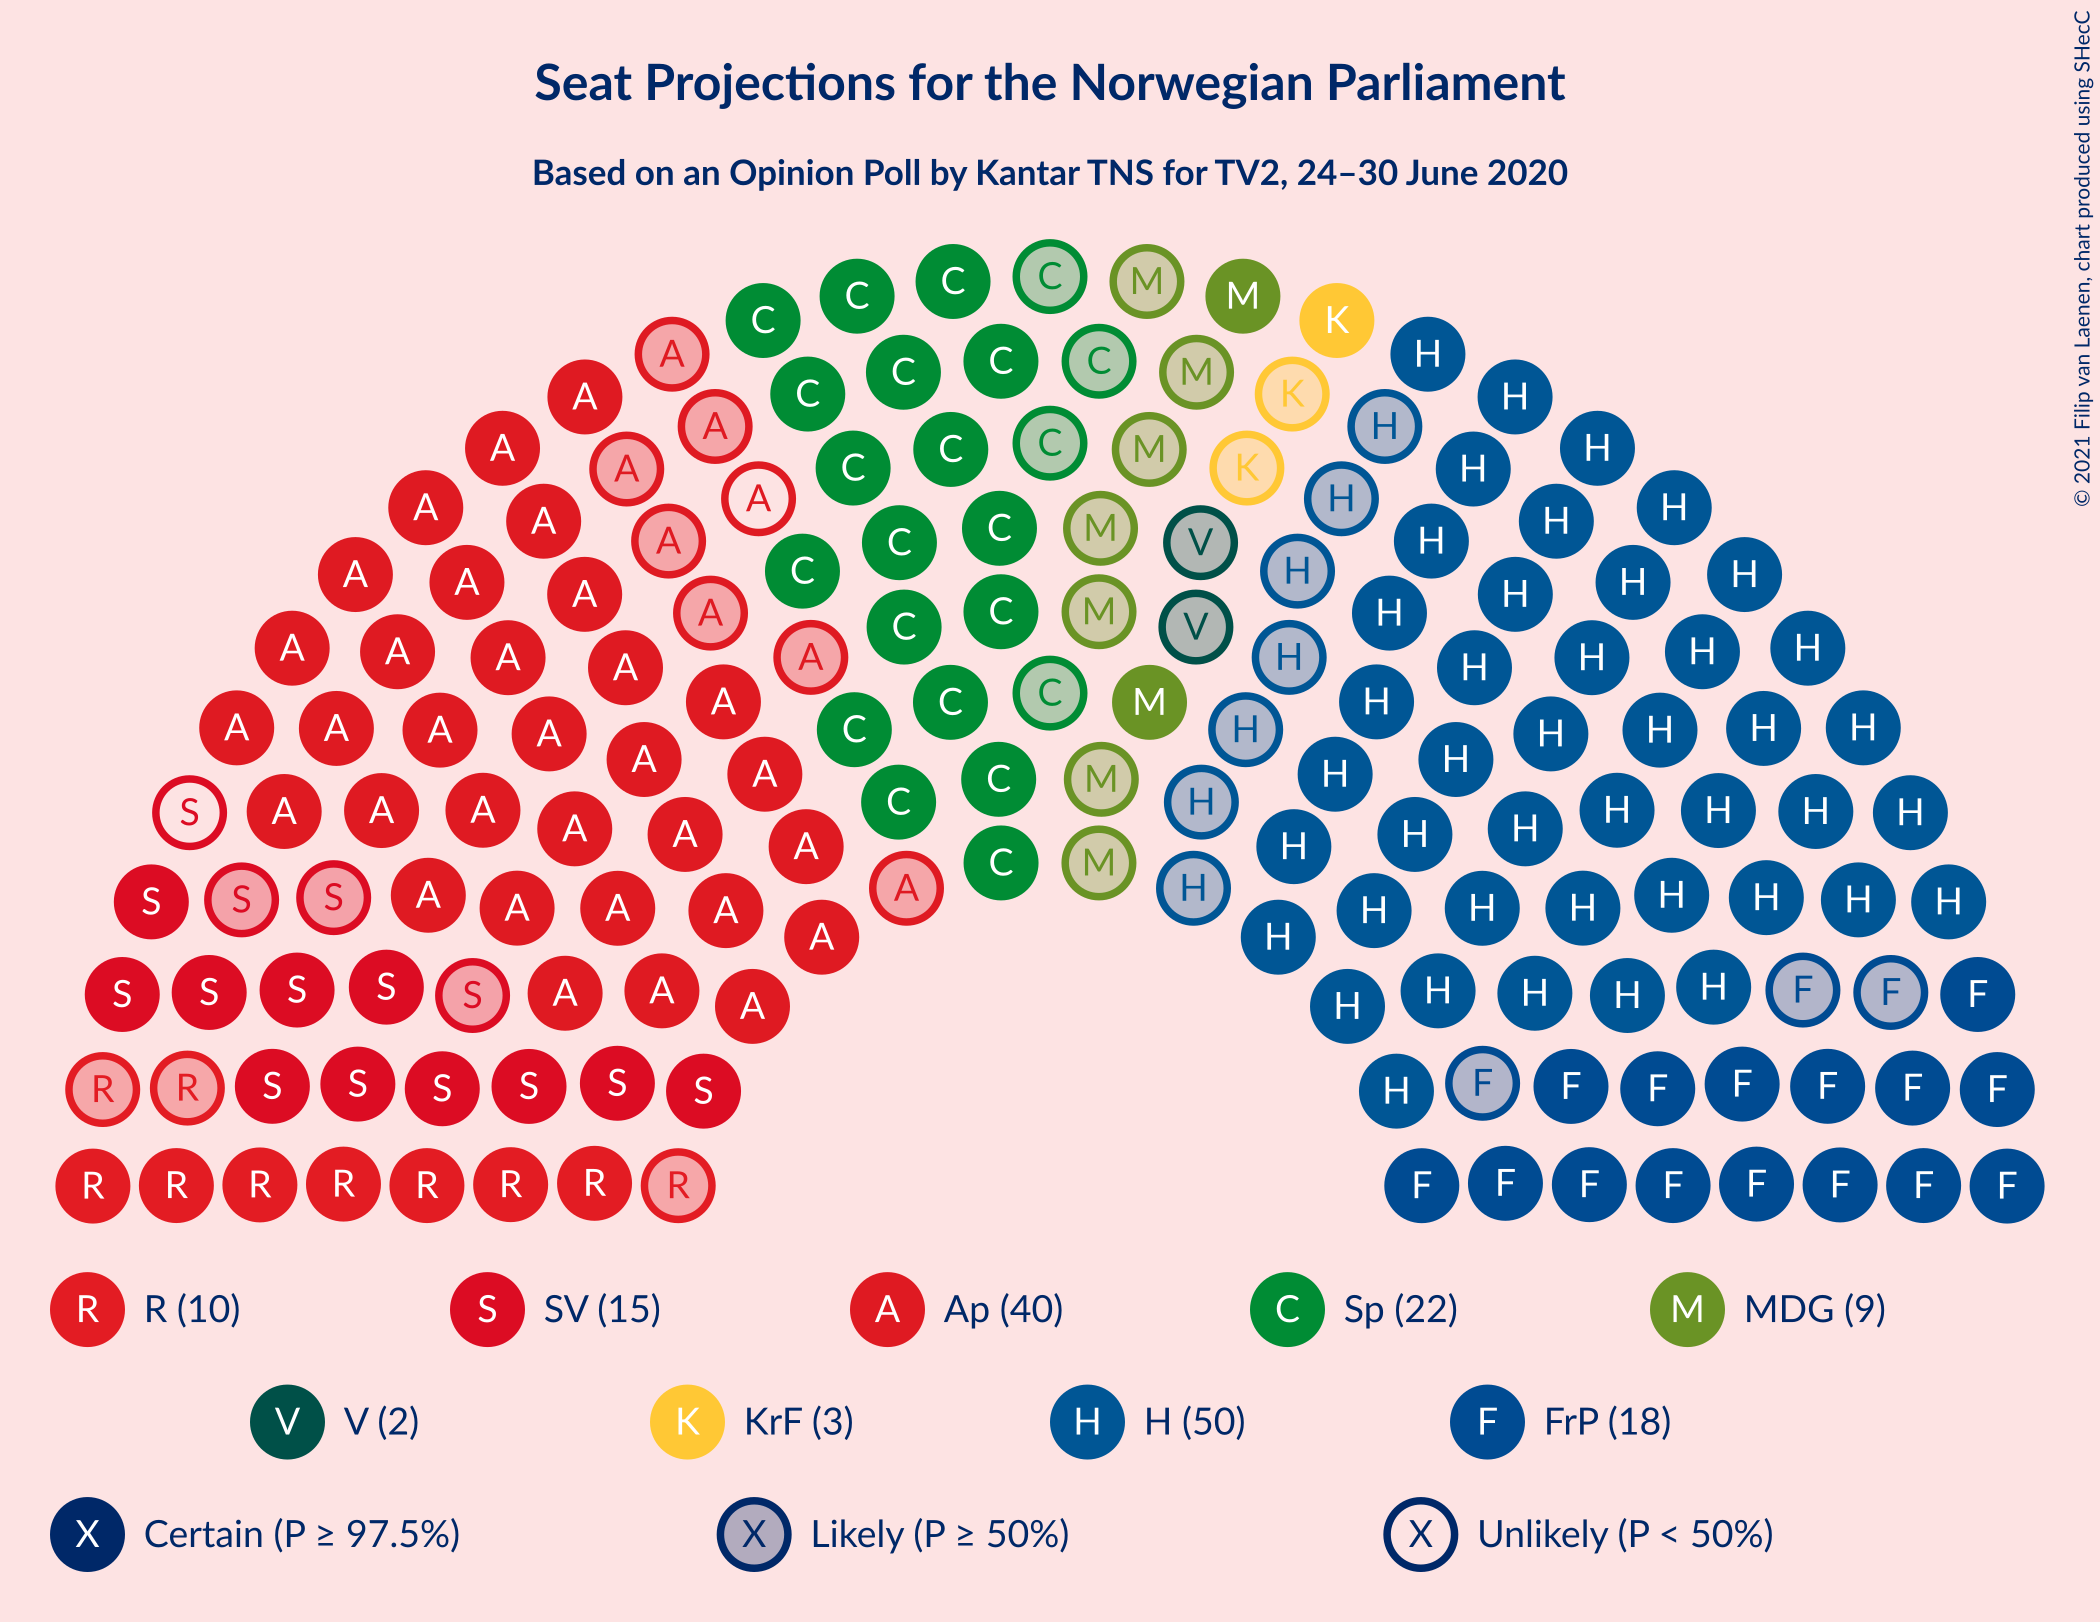 © 2021 Filip van Laenen, chart produced using SHecC
Seat Projections for the Norwegian Parliament
Based on an Opinion Poll by Kantar TNS for TV2, 24–30 June 2020
C C C C M M K
A A C C C C M K H H
A A A C C C M K H H H
A A A A C C M V H H H H
A A A A C C C M V H H H H H
A A A A A A C C M H H H H H H
A A A A A A C C M H H H H H H H
S A A A A A A C C M H H H H H H H H
S S S A A A A A A H H H H H H H H H
S S S S S A A A H H H H H F F F
R R S S S S S S H F F F F F F F
R R R R R R R R F F F F F F F F
R R (10) S SV (15) A Ap (40) C Sp (22) M MDG (9)
V V (2) K KrF (3) H H (50) F FrP (18)
X Certain (P ≥ 97.5%) X Likely (P ≥ 50%) X Unlikely (P < 50%)